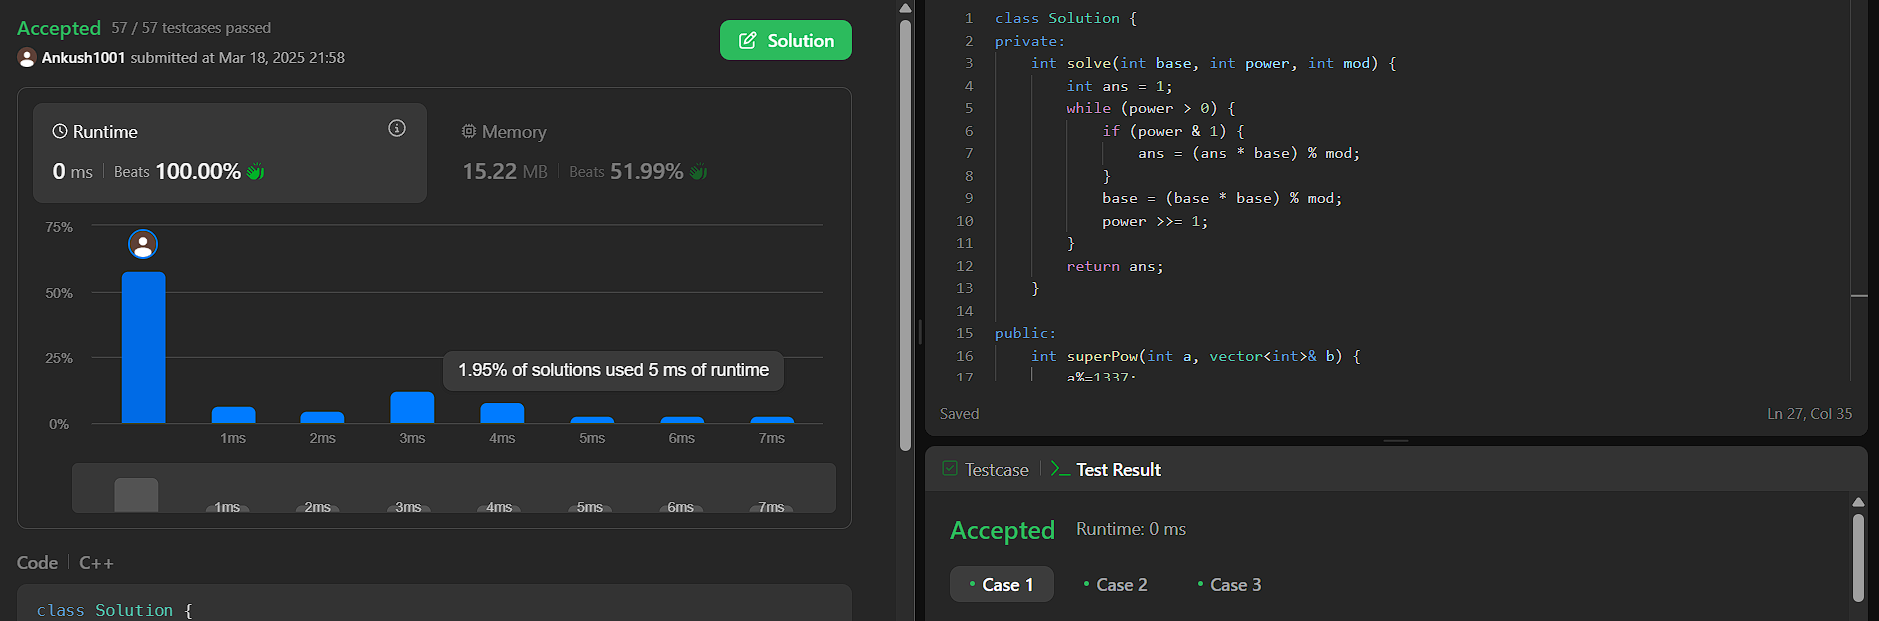 Accepted 57 / 57 testcases passed
Ankush1001 submitted at Mar 18, 2025 21:58
Solution
Runtime
0 ms | Beats 100.00%
Memory
15.22 MB | Beats 51.99%
75%
50%
25%
0%
1.95% of solutions used 5 ms of runtime
1ms 2ms 3ms 4ms 5ms 6ms 7ms
1ms 2ms 3ms 4ms 5ms 6ms 7ms
Code | C++
class Solution {
1 class Solution {
2 private:
3     int solve(int base, int power, int mod) {
4         int ans = 1;
5         while (power > 0) {
6             if (power & 1) {
7                 ans = (ans * base) % mod;
8             }
9             base = (base * base) % mod;
10             power >>= 1;
11         }
12         return ans;
13     }
14
15 public:
16     int superPow(int a, vector<int>& b) {
17         a%=1337;
Saved
Ln 27, Col 35
Testcase | >_ Test Result
Accepted Runtime: 0 ms
• Case 1 • Case 2 • Case 3